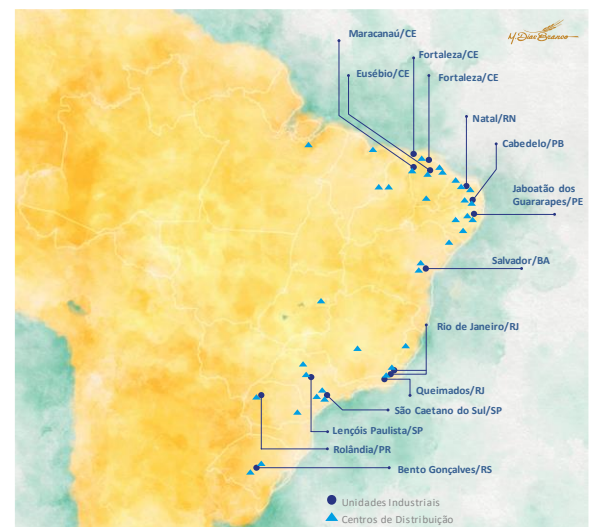 Maracanaú/CE
M. Dias Branco
Fortaleza/CE
Eusébio/CE
Fortaleza/CE
Natal/RN
Cabedelo/PB
Jaboatão dos
Guararapes/PE
Salvador/BA
Rio de Janeiro/RJ
Queimados/RJ
São Caetano do Sul/SP
Lençóis Paulista/SP
Rolândia/PR
Bento Gonçalves/RS
Unidades Industriais
Centros de Distribuição